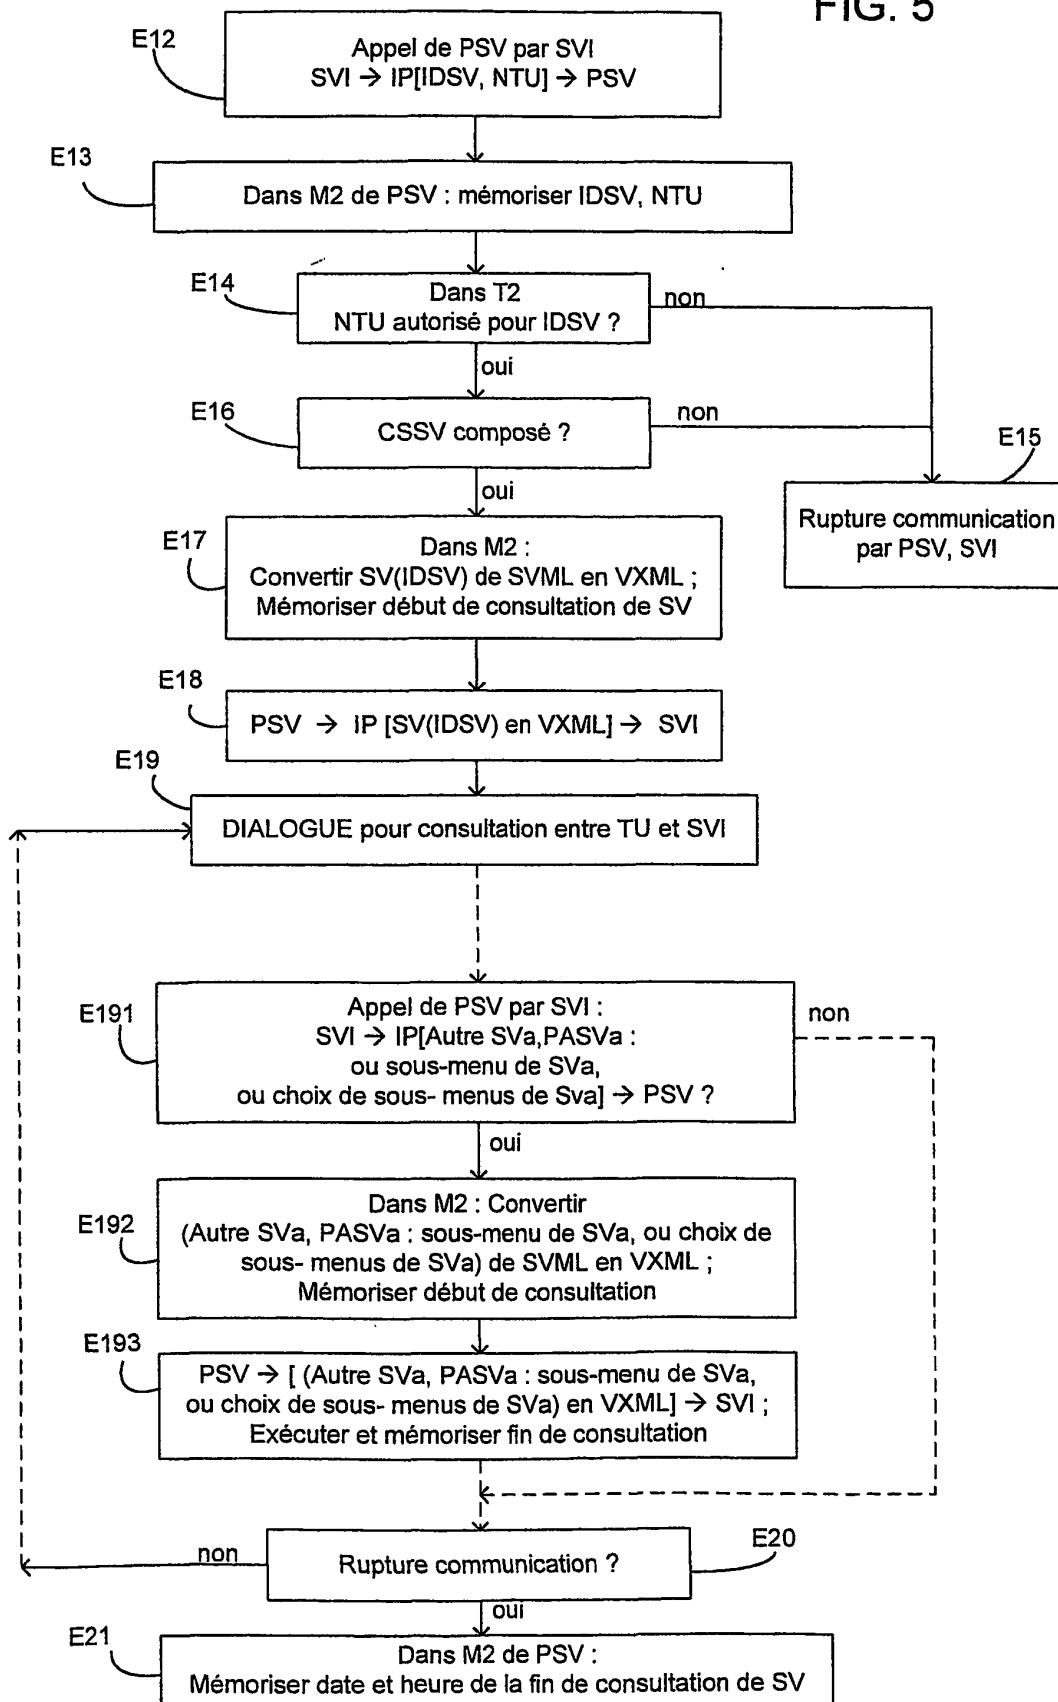 FIG. 5
E12
Appel de PSV par SVI
SVI → IP[IDSV, NTU] → PSV
E13
Dans M2 de PSV : mémoriser IDSV, NTU
E14
Dans T2
NTU autorisé pour IDSV ?
non
oui
E16
CSSV composé ?
non
oui
E15
Rupture communication
par PSV, SVI
E17
Dans M2 :
Convertir SV(IDSV) de SVML en VXML ;
Mémoriser début de consultation de SV
E18
PSV → IP [SV(IDSV) en VXML] → SVI
E19
DIALOGUE pour consultation entre TU et SVI
E191
Appel de PSV par SVI :
SVI → IP[Autre SVa,PASVa :
ou sous-menu de SVa,
ou choix de sous- menus de Sva] → PSV ?
non
oui
E192
Dans M2 : Convertir
(Autre SVa, PASVa : sous-menu de SVa, ou choix de
sous- menus de SVa) de SVML en VXML ;
Mémoriser début de consultation
E193
PSV → [ (Autre SVa, PASVa : sous-menu de SVa,
ou choix de sous- menus de SVa) en VXML] → SVI ;
Exécuter et mémoriser fin de consultation
E20
Rupture communication ?
non
oui
E21
Dans M2 de PSV :
Mémoriser date et heure de la fin de consultation de SV